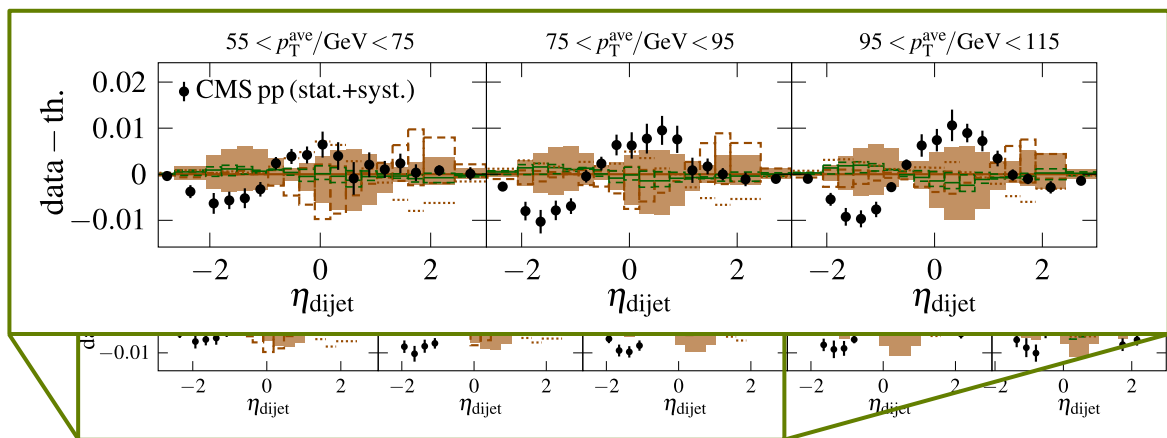 55 < p_T^ave/GeV < 75 75 < p_T^ave/GeV < 95 95 < p_T^ave/GeV < 115
data − th.
0.02
0.01
0
−0.01
CMS pp (stat.+syst.)
−2 0 2 −2 0 2 −2 0 2
η_dijet η_dijet η_dijet
−0.01
−2 0 2 −2 0 2 −2 0 2 −2 0 2 −2 0 2
η_dijet η_dijet η_dijet η_dijet η_dijet